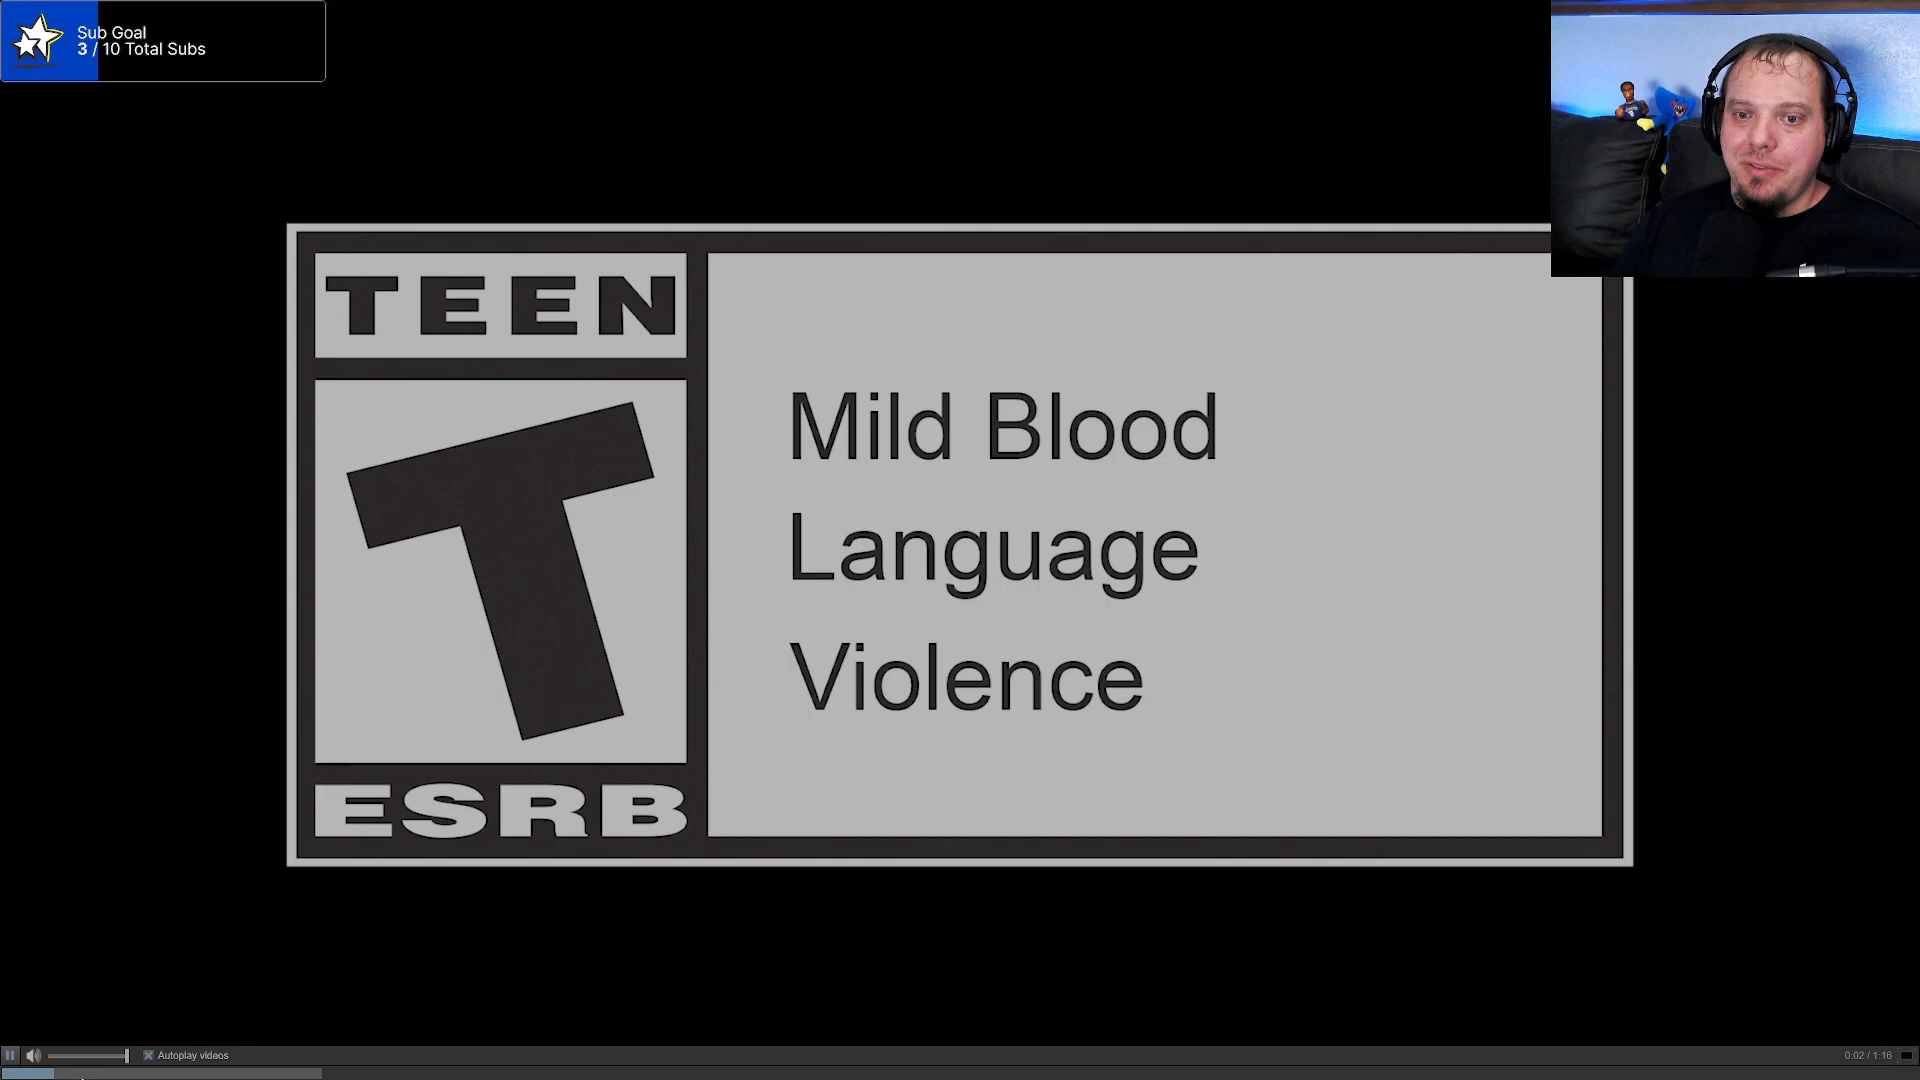 Sub Goal
3 / 10 Total Subs
TEEN
T
ESRB
Mild Blood
Language
Violence
Autoplay videos
0:02 / 1:16